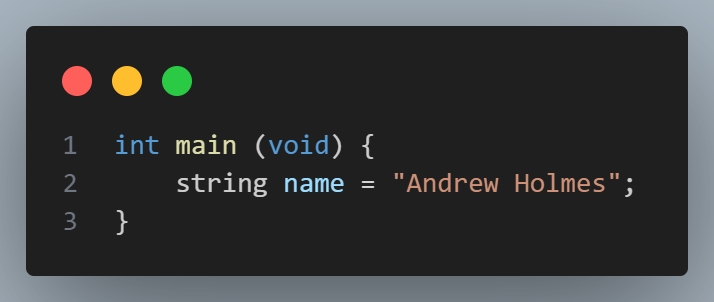 1 int main (void) {
2     string name = "Andrew Holmes";
3 }